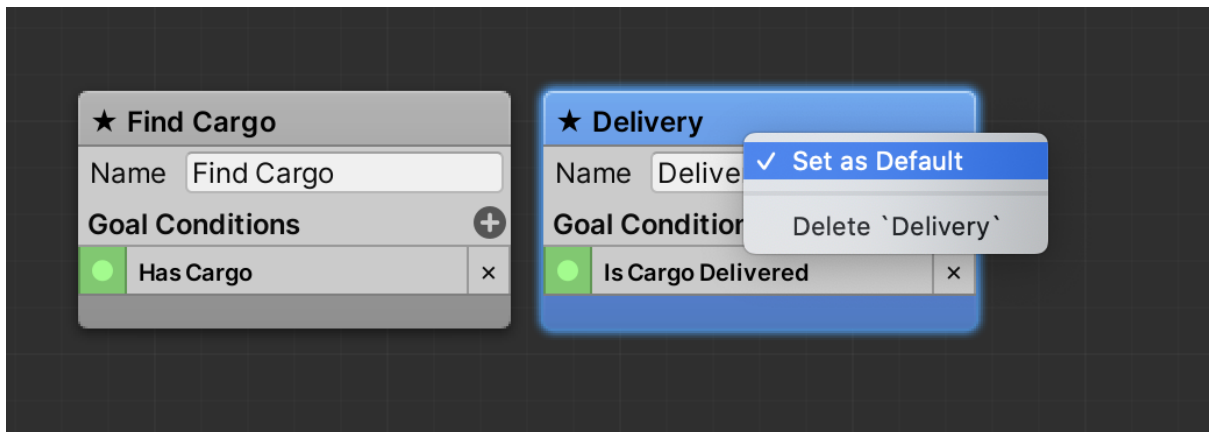 ★ Find Cargo
Name Find Cargo
Goal Conditions
Has Cargo ×
★ Delivery
Name Delive
Goal Condition
Is Cargo Delivered ×
✓ Set as Default
Delete `Delivery`